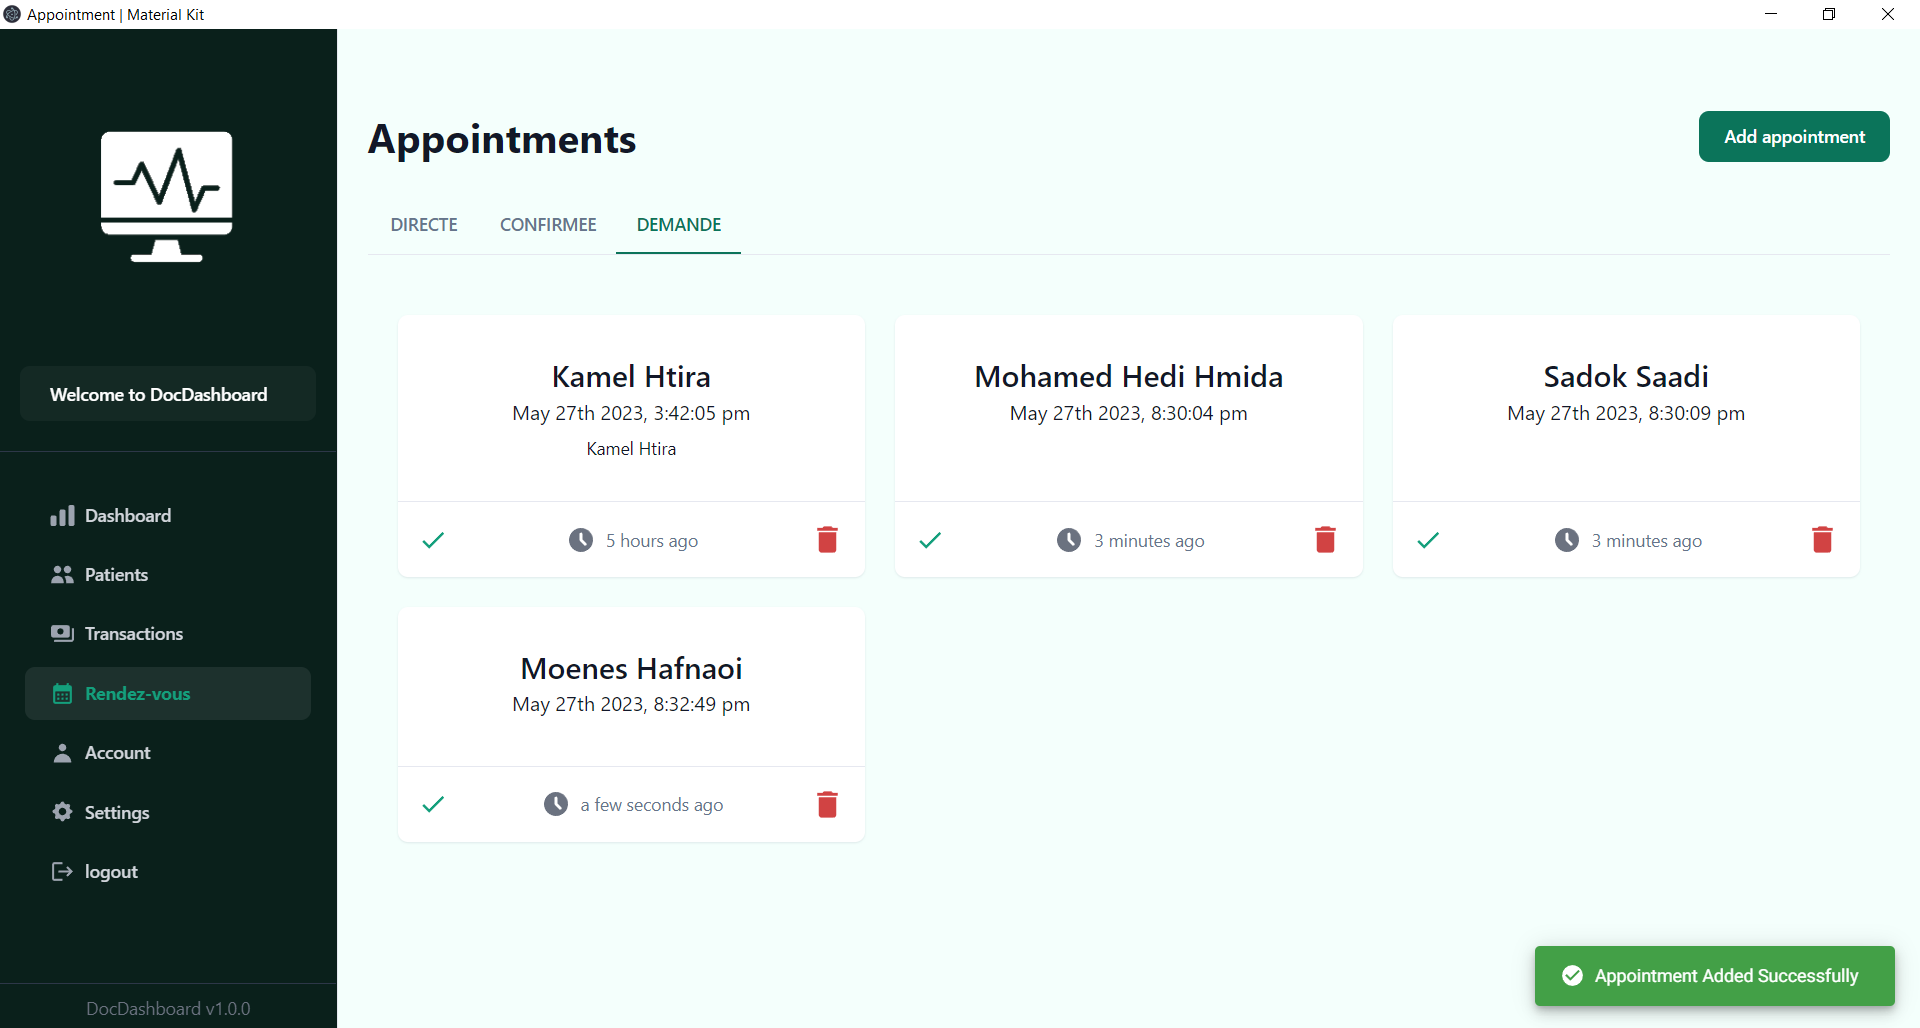 Appointment | Material Kit
Welcome to DocDashboard
Dashboard
Patients
Transactions
Rendez-vous
Account
Settings
logout
DocDashboard v1.0.0
Appointments
Add appointment
DIRECTE CONFIRMEE DEMANDE
Kamel Htira
May 27th 2023, 3:42:05 pm
Kamel Htira
5 hours ago
Mohamed Hedi Hmida
May 27th 2023, 8:30:04 pm
3 minutes ago
Sadok Saadi
May 27th 2023, 8:30:09 pm
3 minutes ago
Moenes Hafnaoi
May 27th 2023, 8:32:49 pm
a few seconds ago
Appointment Added Successfully